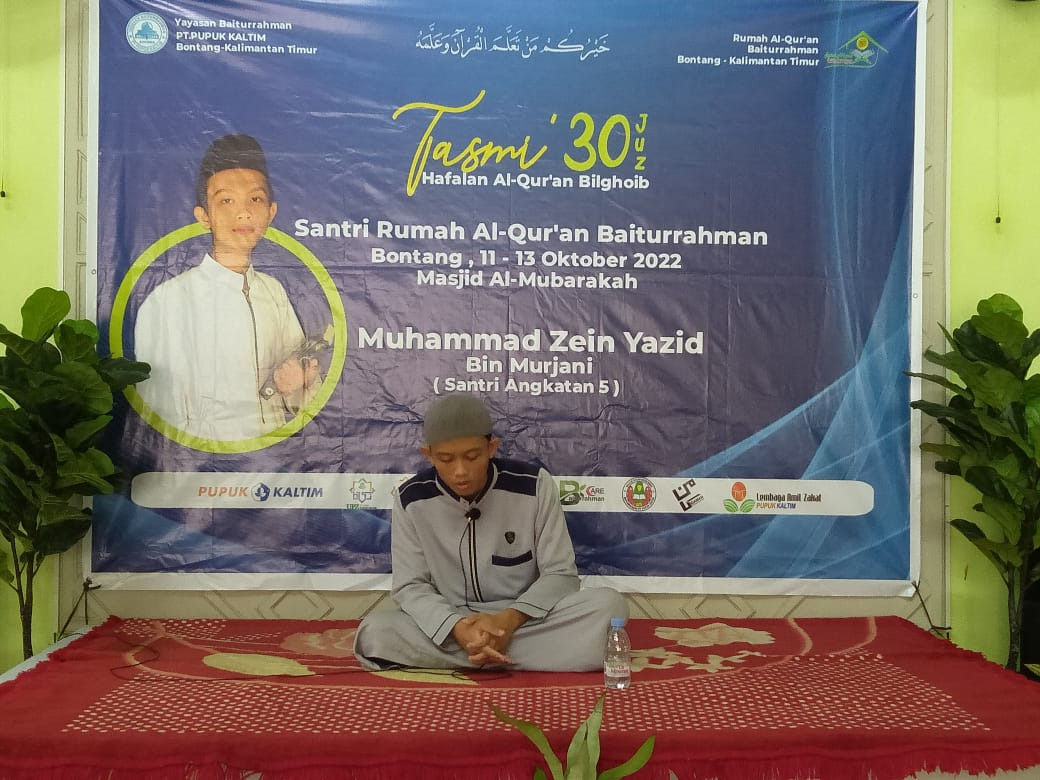 Yayasan Baiturrahman
PT.PUPUK KALTIM
Bontang-Kalimantan Timur
خَيْرُكُمْ مَنْ تَعَلَّمَ الْقُرْآنَ وَعَلَّمَهُ
Rumah Al-Qur'an
Baiturrahman
Bontang - Kalimantan Timur
Tasmi' 30 JUZ
Hafalan Al-Qur'an Bilghoib
Santri Rumah Al-Qur'an Baiturrahman
Bontang , 11 - 13 Oktober 2022
Masjid Al-Mubarakah
Muhammad Zein Yazid
Bin Murjani
( Santri Angkatan 5 )
PUPUK KALTIM
CARE
Lembaga Amil Zakat
PUPUK KALTIM